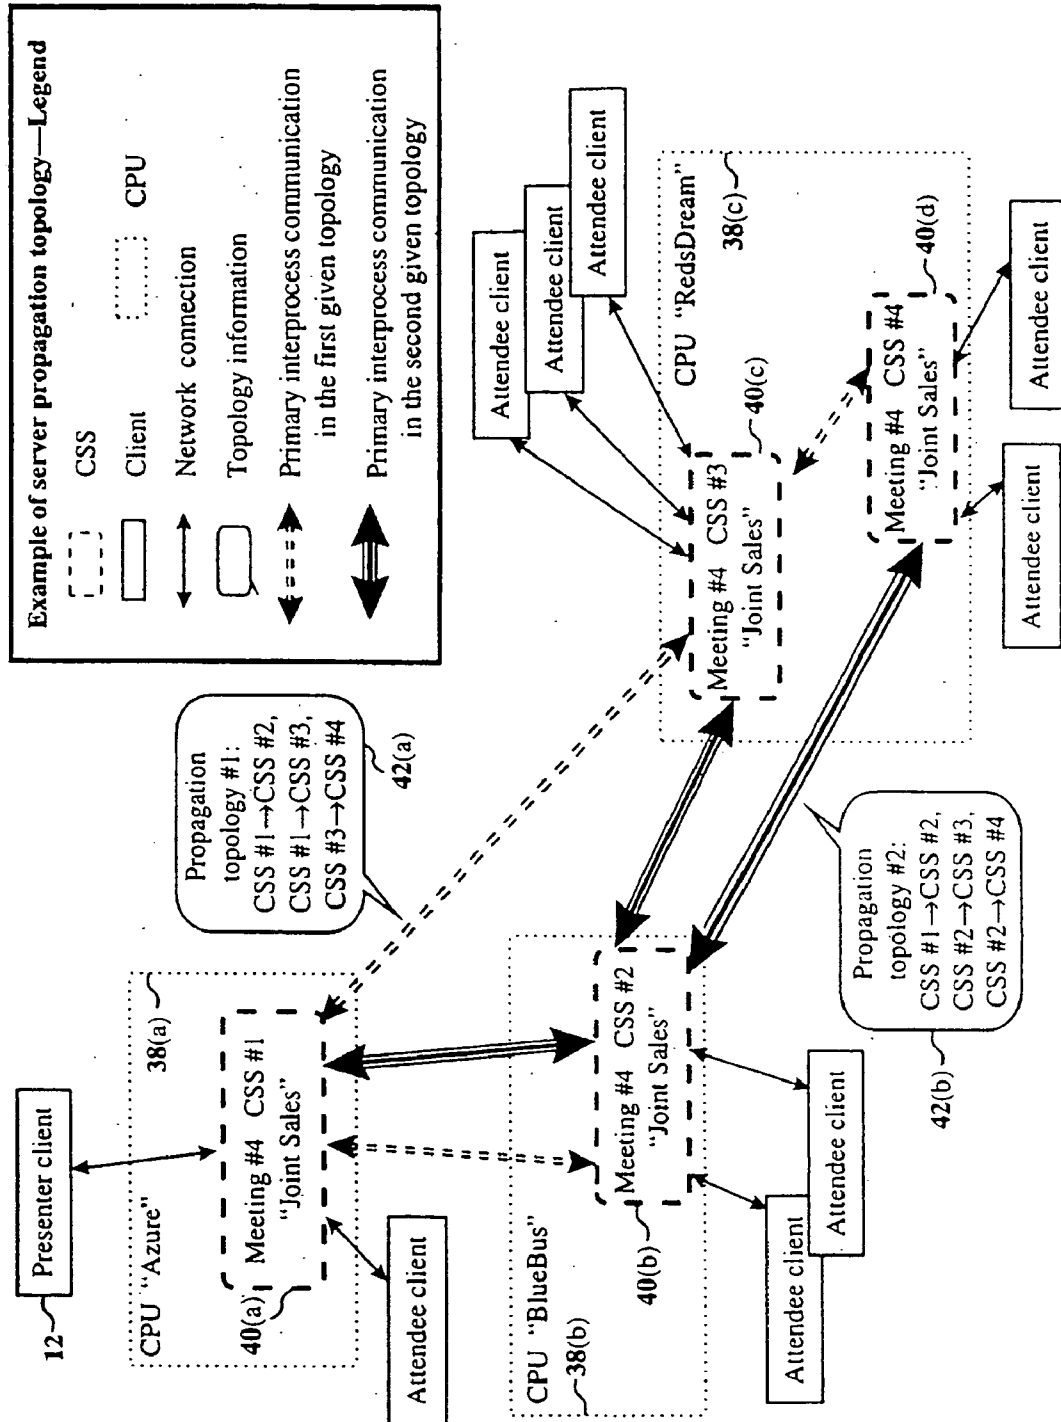 Example of server propagation topology—Legend
CSS
CPU
Client
Network connection
Topology information
Primary interprocess communication
in the first given topology
Primary interprocess communication
in the second given topology
12
Presenter client
CPU "Azure"
38(a)
Meeting #4 CSS #1
"Joint Sales"
40(a)
Attendee client
Propagation
topology #1:
CSS #1→CSS #2,
CSS #1→CSS #3,
CSS #3→CSS #4
42(a)
CPU "BlueBus"
38(b)
Meeting #4 CSS #2
"Joint Sales"
40(b)
Attendee client
Attendee client
Attendee client
Attendee client
Attendee client
CPU "RedsDream"
38(c)
Meeting #4 CSS #3
"Joint Sales"
40(c)
Meeting #4 CSS #4
"Joint Sales"
40(d)
Attendee client
Attendee client
Propagation
topology #2:
CSS #1→CSS #2,
CSS #2→CSS #3,
CSS #2→CSS #4
42(b)